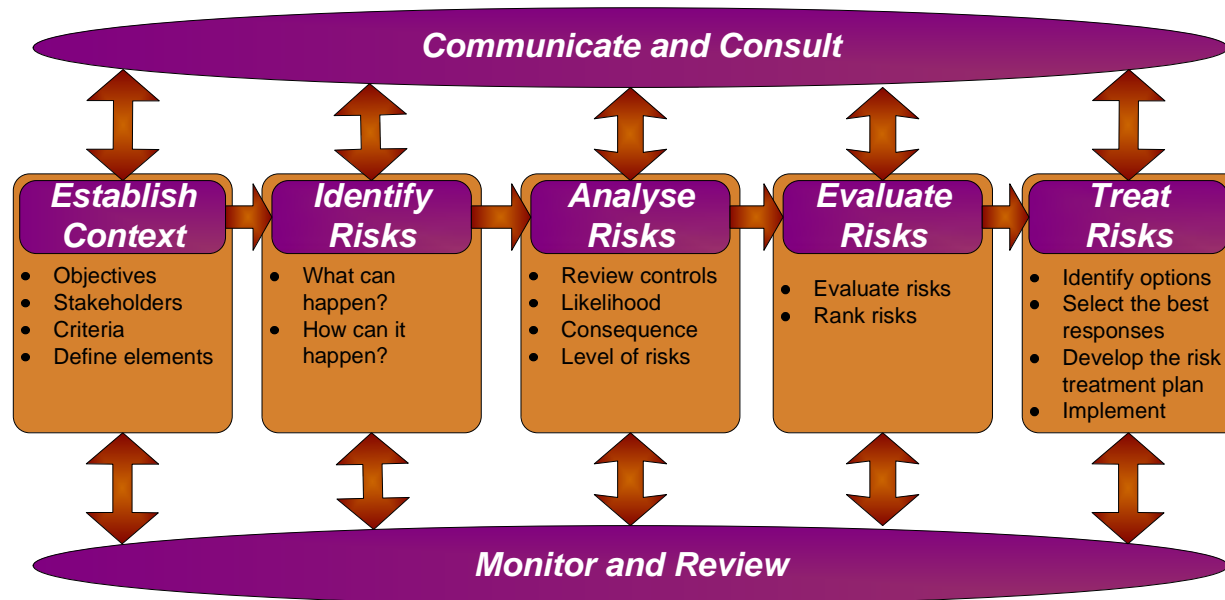 Communicate and Consult
Establish
Context
• Objectives
• Stakeholders
• Criteria
• Define elements
Identify
Risks
• What can
happen?
• How can it
happen?
Analyse
Risks
• Review controls
• Likelihood
• Consequence
• Level of risks
Evaluate
Risks
• Evaluate risks
• Rank risks
Treat
Risks
• Identify options
• Select the best
responses
• Develop the risk
treatment plan
• Implement
Monitor and Review